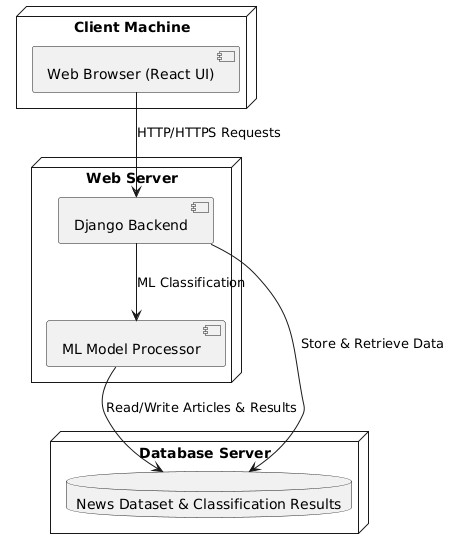 Client Machine
Web Browser (React UI)
HTTP/HTTPS Requests
Web Server
Django Backend
ML Classification
Store & Retrieve Data
ML Model Processor
Read/Write Articles & Results
Database Server
News Dataset & Classification Results